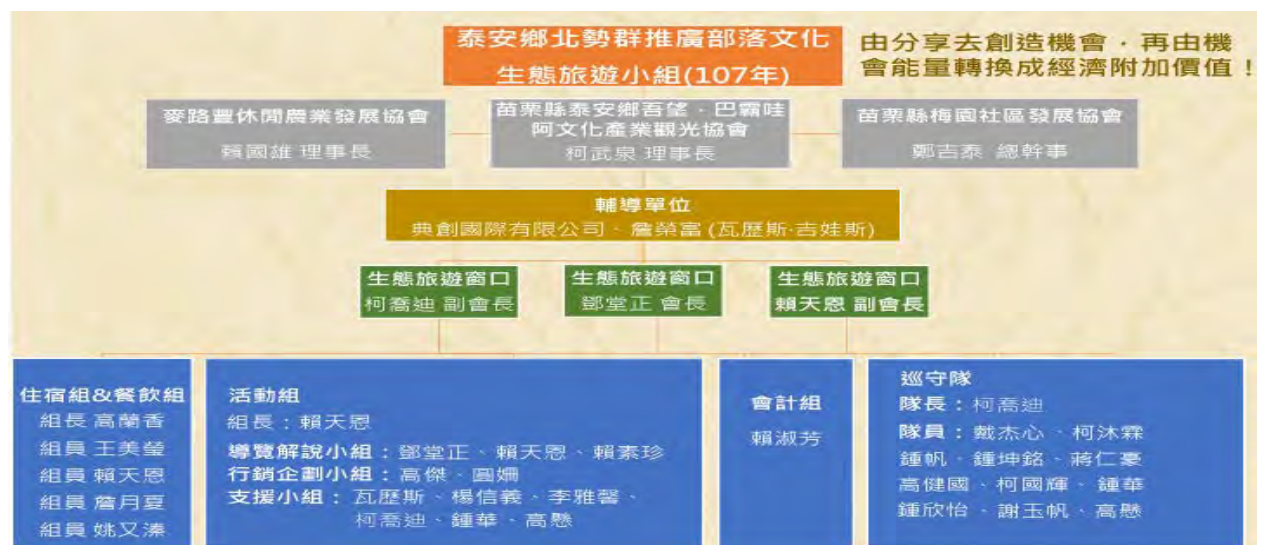 泰安鄉北勢群推廣部落文化
生態旅遊小組(107年)
由分享去創造機會，再由機
會能量轉換成經濟附加價值！
麥路豐休閒農業發展協會
賴國雄 理事長
苗栗縣泰安鄉吾望．巴霸哇
阿文化產業觀光協會
柯武泉 理事長
苗栗縣梅園社區發展協會
鄭吉泰 總幹事
輔導單位
典創國際有限公司、詹榮富(瓦歷斯·吉娃斯)
生態旅遊窗口
柯喬迪 副會長
生態旅遊窗口
鄧堂正 會長
生態旅遊窗口
賴天恩 副會長
住宿組&餐飲組
組長 高蘭香
組員 王美瑩
組員 賴天恩
組員 詹月夏
組員 姚又溱
活動組
組長：賴天恩
導覽解說小組：鄧堂正、賴天恩、賴素珍
行銷企劃小組：高傑、圓姍
支援小組：瓦歷斯、楊信義、李雅馨、
柯喬迪、鍾華、高懸
會計組
賴淑芳
巡守隊
隊長：柯喬迪
隊員：戴杰心、柯沐霖
鍾帆、鍾坤銘、蔣仁豪
高健國、柯國輝、鍾華
鍾欣怡、謝玉帆、高懸